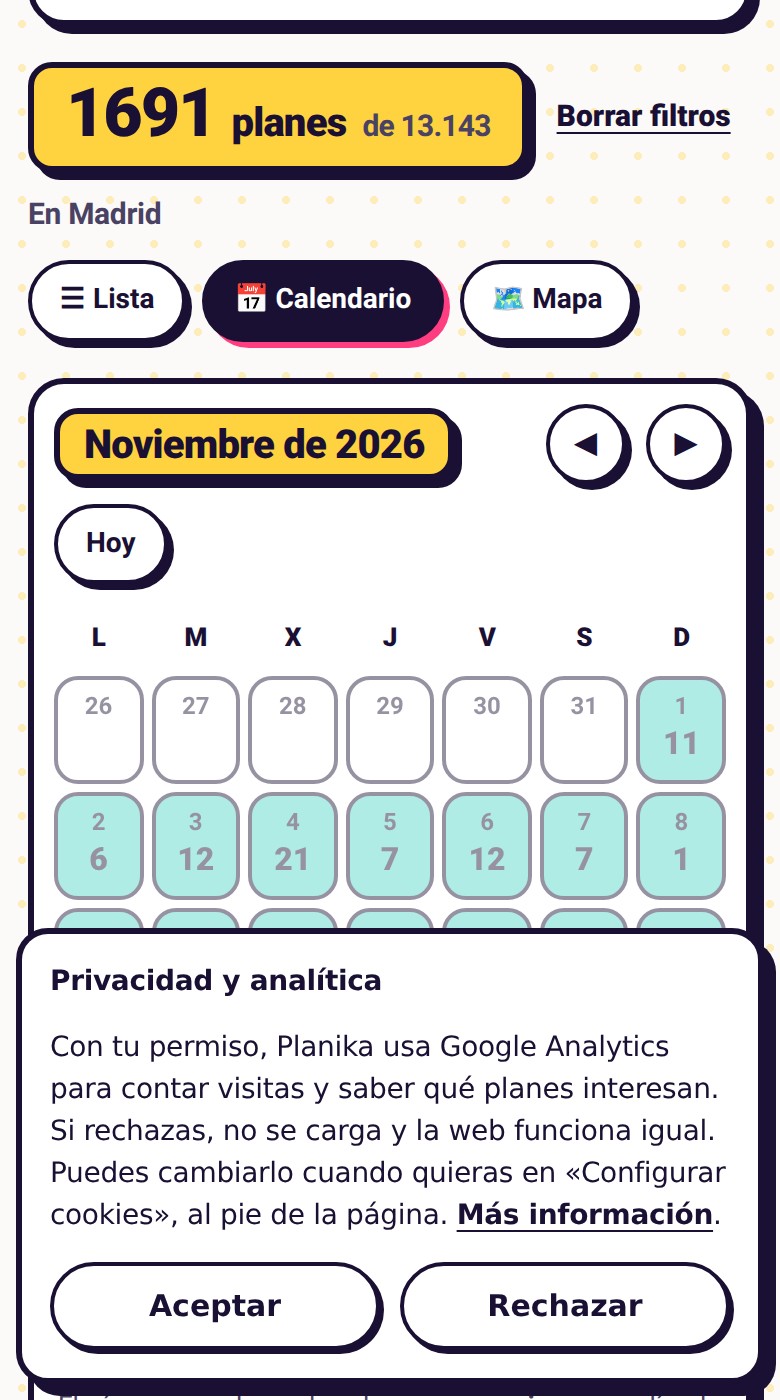 1691 planes de 13.143
Borrar filtros
En Madrid
☰ Lista
📅 Calendario
🗺️ Mapa
Noviembre de 2026
◀ ▶
Hoy
L M X J V S D
26 27 28 29 30 31 1
11
2 3 4 5 6 7 8
6 12 21 7 12 7 1
Privacidad y analítica
Con tu permiso, Planika usa Google Analytics
para contar visitas y saber qué planes interesan.
Si rechazas, no se carga y la web funciona igual.
Puedes cambiarlo cuando quieras en «Configurar
cookies», al pie de la página. Más información.
Aceptar
Rechazar